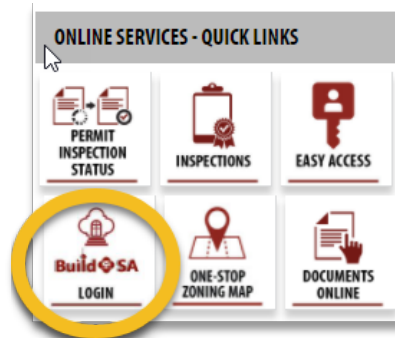 ONLINE SERVICES - QUICK LINKS
PERMIT
INSPECTION
STATUS
INSPECTIONS
EASY ACCESS
Build SA
LOGIN
ONE-STOP
ZONING MAP
DOCUMENTS
ONLINE